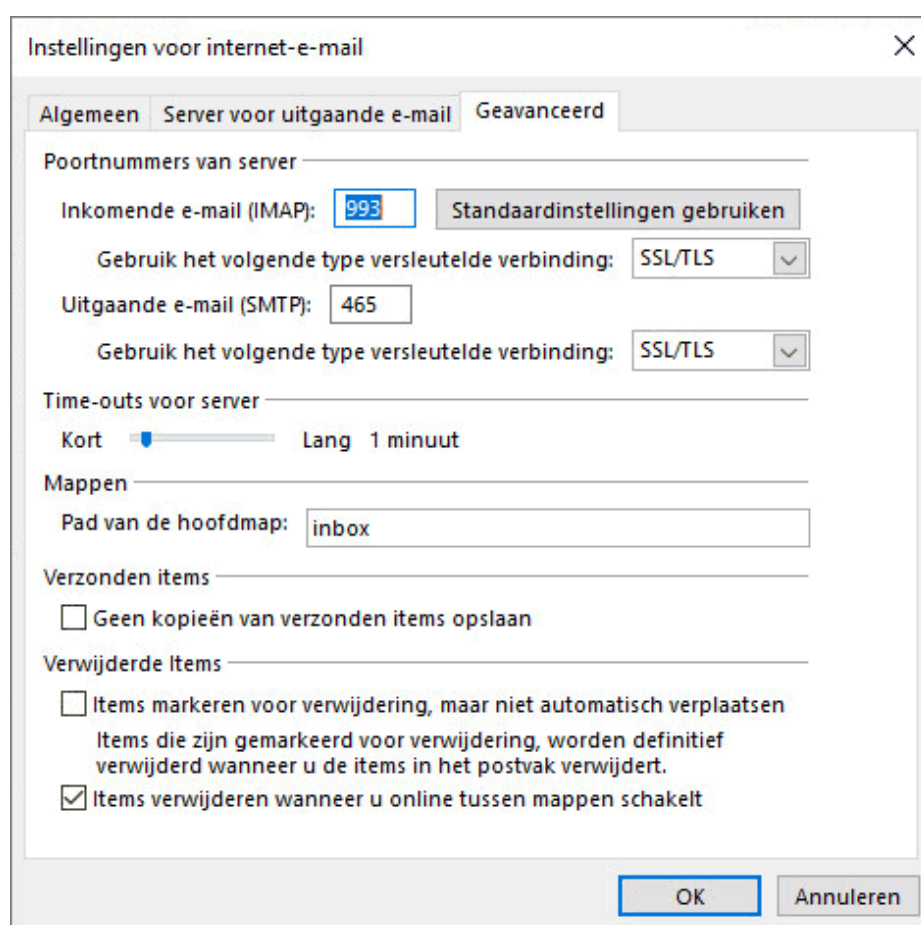 Instellingen voor internet-e-mail
Algemeen Server voor uitgaande e-mail Geavanceerd
Poortnummers van server
Inkomende e-mail (IMAP): 993 Standaardinstellingen gebruiken
Gebruik het volgende type versleutelde verbinding: SSL/TLS
Uitgaande e-mail (SMTP): 465
Gebruik het volgende type versleutelde verbinding: SSL/TLS
Time-outs voor server
Kort Lang 1 minuut
Mappen
Pad van de hoofdmap: inbox
Verzonden items
Geen kopieën van verzonden items opslaan
Verwijderde Items
Items markeren voor verwijdering, maar niet automatisch verplaatsen
Items die zijn gemarkeerd voor verwijdering, worden definitief
verwijderd wanneer u de items in het postvak verwijdert.
Items verwijderen wanneer u online tussen mappen schakelt
OK Annuleren